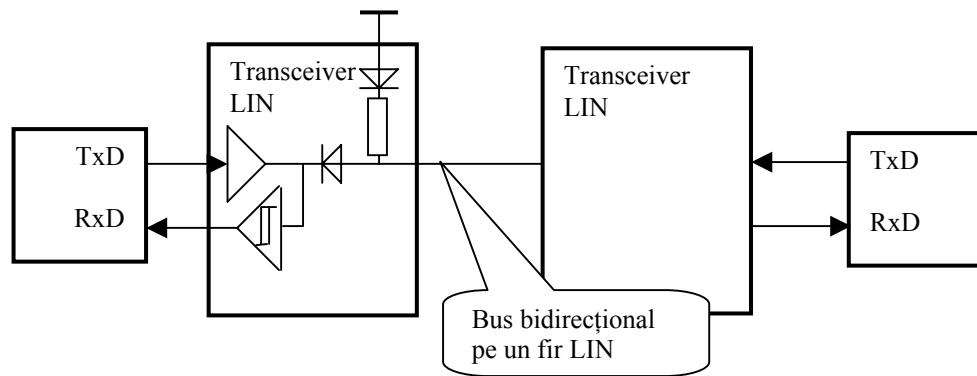 Transceiver
LIN
TxD
RxD
Transceiver
LIN
TxD
RxD
Bus bidirecțional
pe un fir LIN